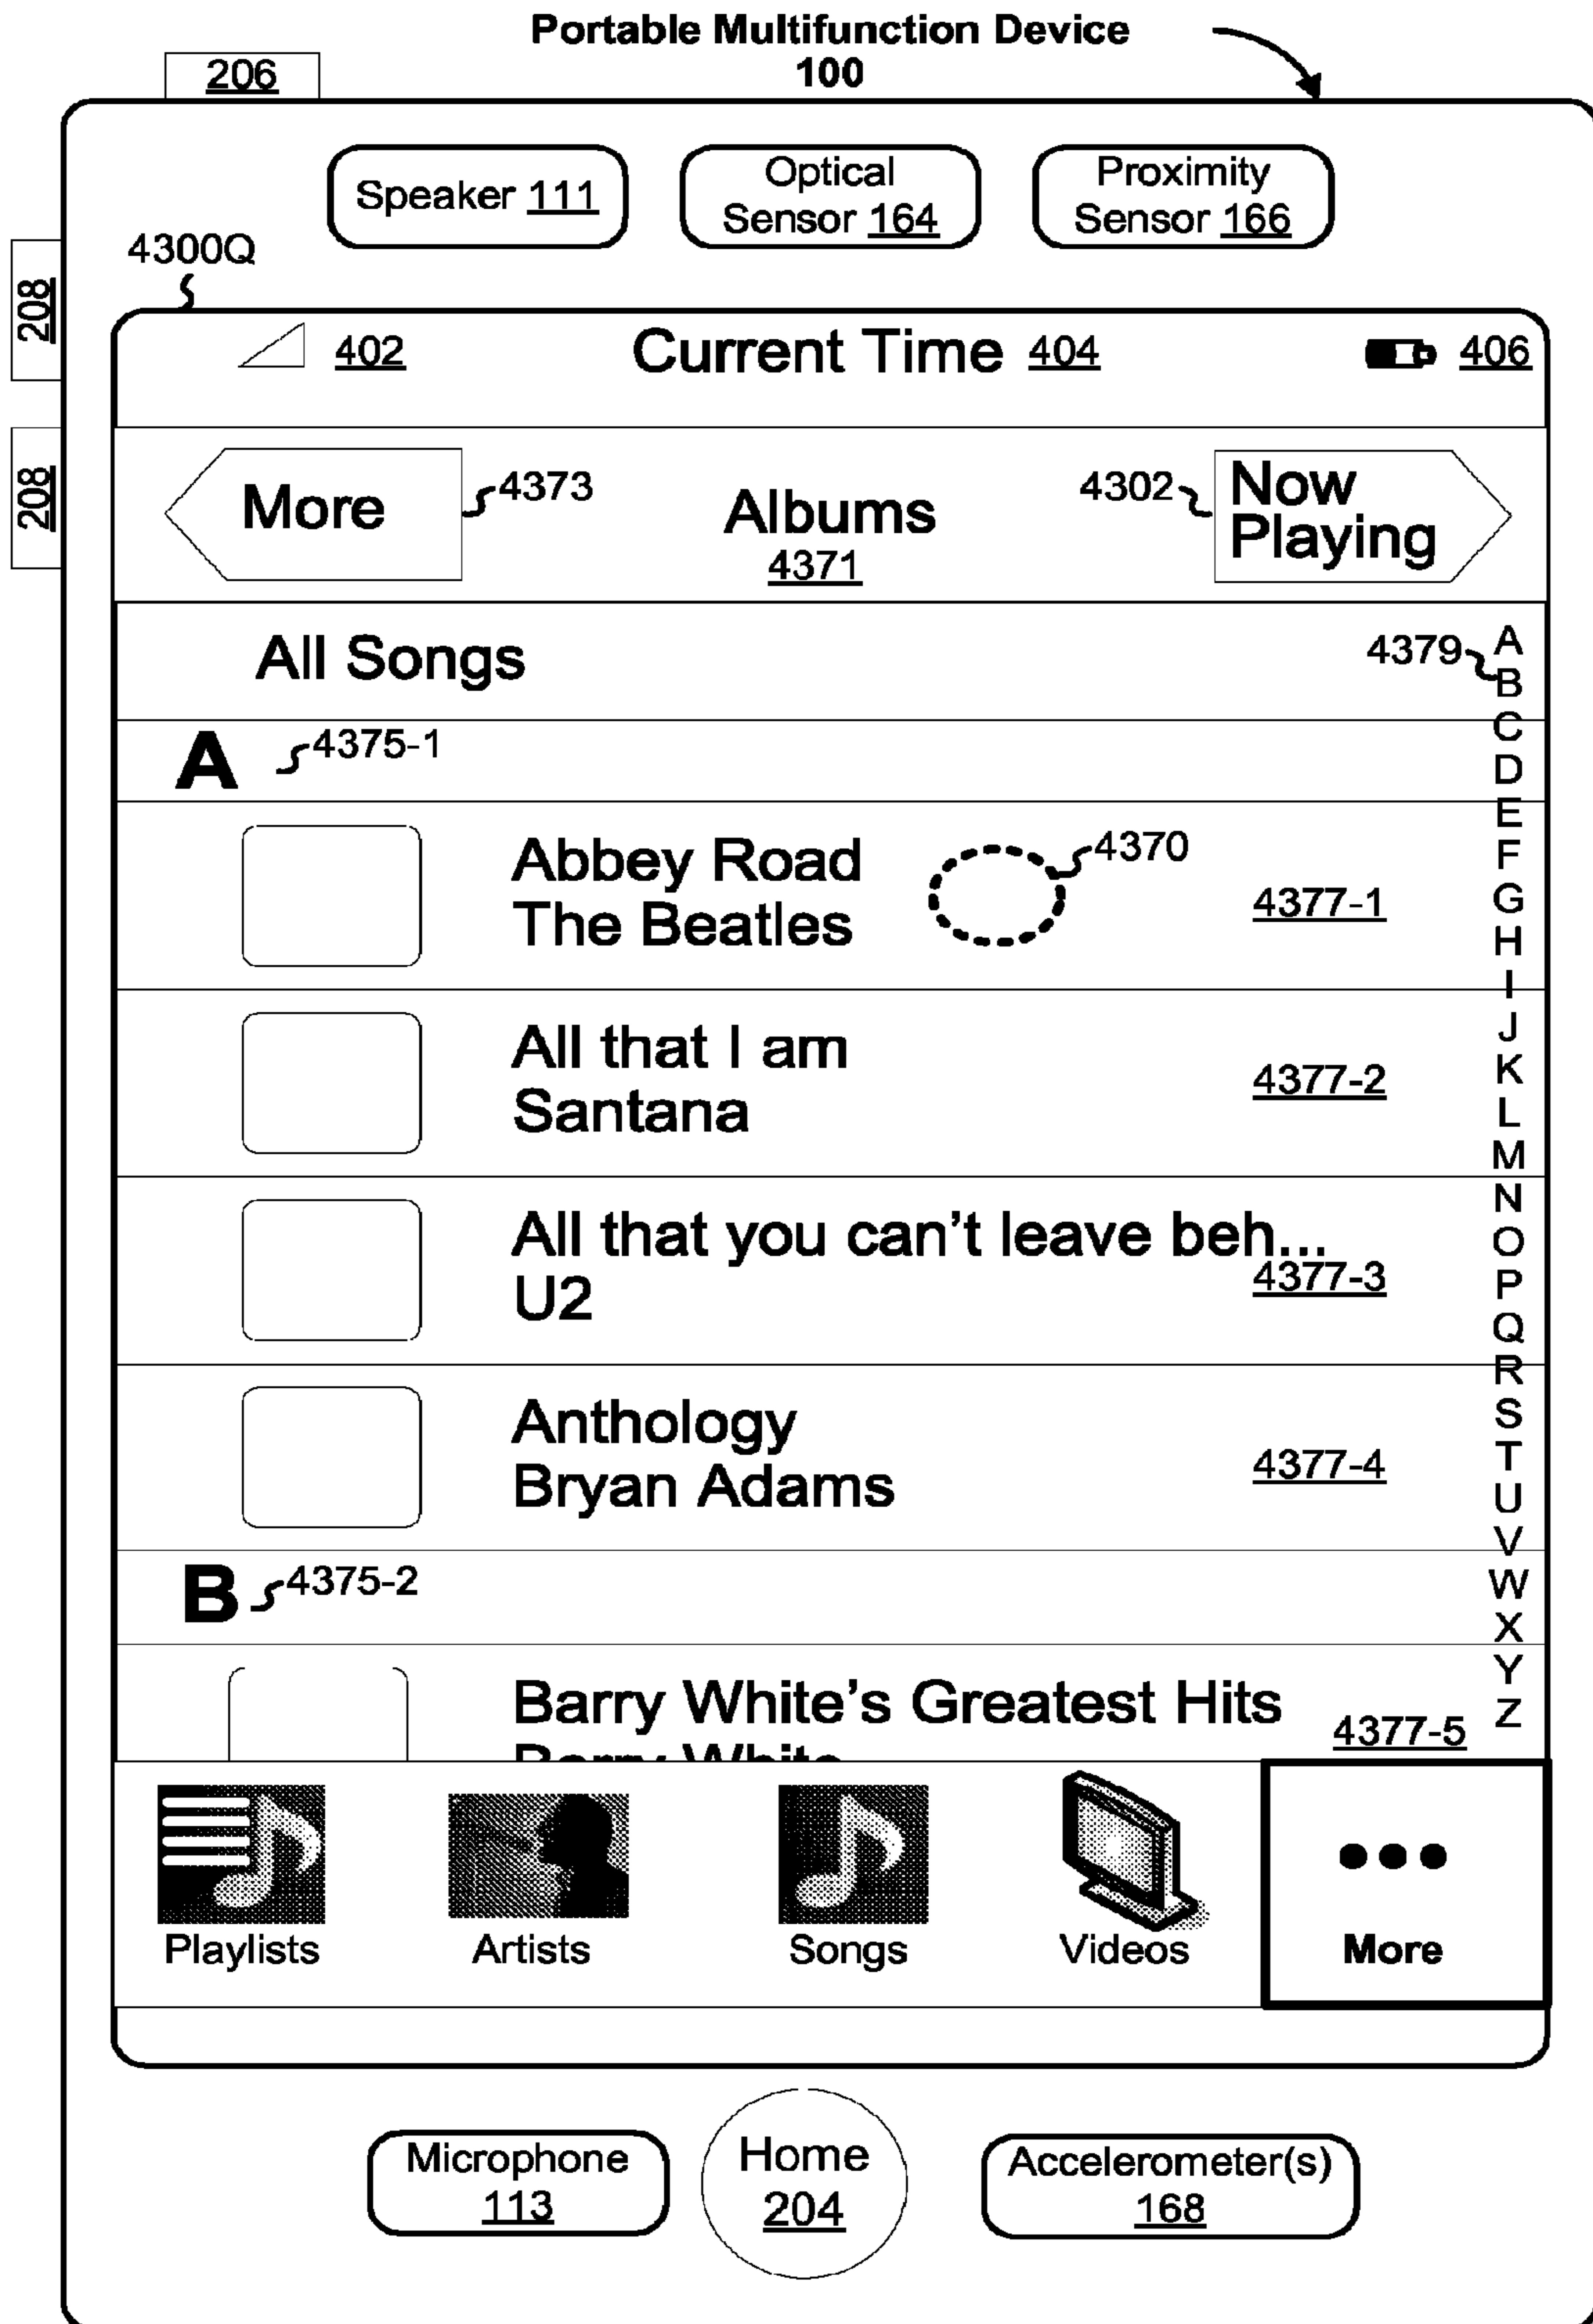 Portable Multifunction Device
100
206
Speaker 111
Optical
Sensor 164
Proximity
Sensor 166
4300Q
208
208
402
Current Time 404
406
More
4373
Albums
4371
4302
Now
Playing
All Songs
4379
A
B
C
D
E
F
G
H
I
J
K
L
M
N
O
P
Q
R
S
T
U
V
W
X
Y
Z
A
4375-1
Abbey Road
The Beatles
4370
4377-1
All that I am
Santana
4377-2
All that you can't leave beh...
U2
4377-3
Anthology
Bryan Adams
4377-4
B
4375-2
Barry White's Greatest Hits
Barry White
4377-5
Playlists
Artists
Songs
Videos
More
Microphone
113
Home
204
Accelerometer(s)
168